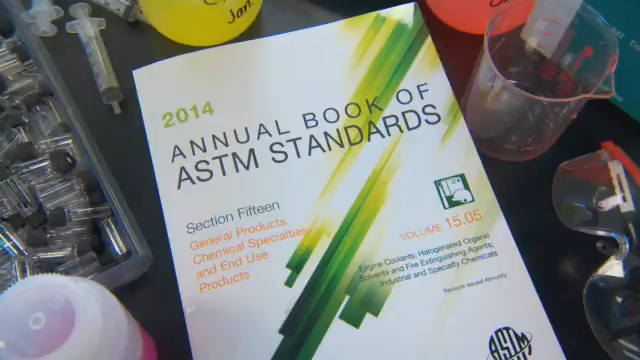 Jan.
2014
ANNUAL BOOK OF
ASTM STANDARDS
Section Fifteen
General Products,
Chemical Specialties,
and End Use
Products
VOLUME 15.05
Engine Coolants; Halogenated Organic
Solvents and Fire Extinguishing Agents;
Industrial and Specialty Chemicals
Revision Issued Annually
ASTM